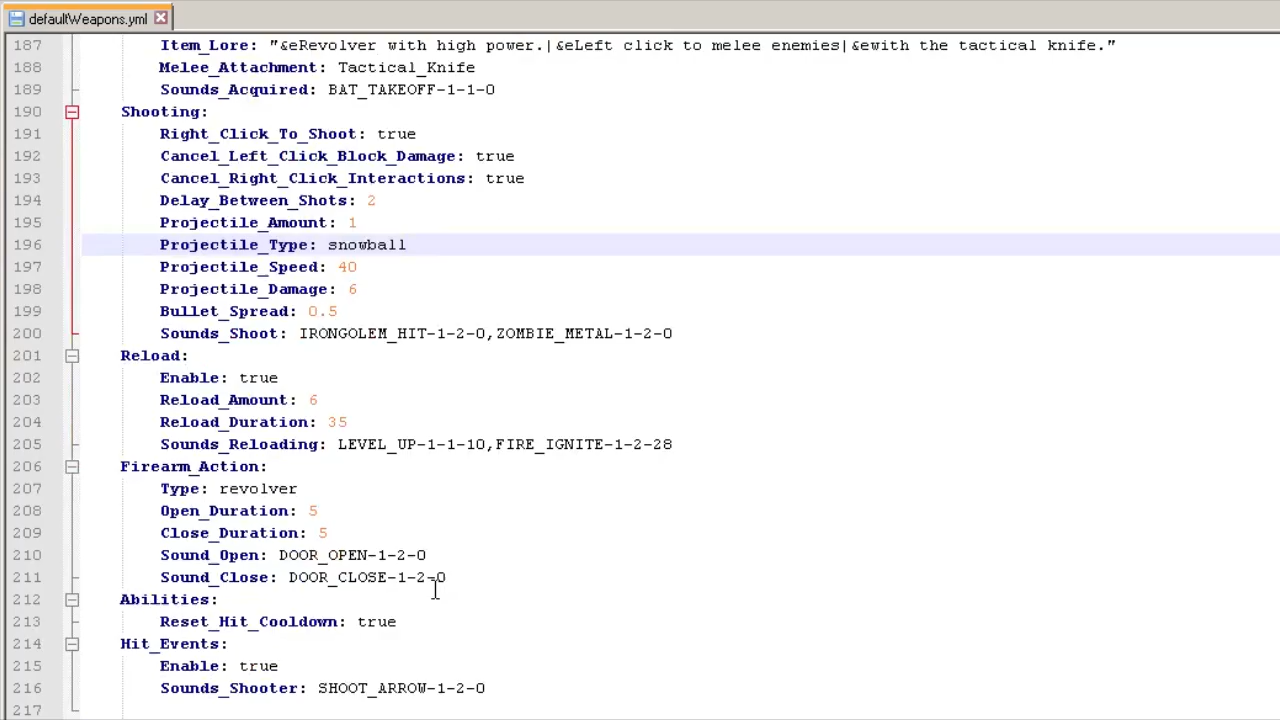 defaultWeapons.yml
187 Item_Lore: "&eRevolver with high power.|&eLeft click to melee enemies|&ewith the tactical knife."
188 Melee_Attachment: Tactical_Knife
189 Sounds_Acquired: BAT_TAKEOFF-1-1-0
190 Shooting:
191 Right_Click_To_Shoot: true
192 Cancel_Left_Click_Block_Damage: true
193 Cancel_Right_Click_Interactions: true
194 Delay_Between_Shots: 2
195 Projectile_Amount: 1
196 Projectile_Type: snowball
197 Projectile_Speed: 40
198 Projectile_Damage: 6
199 Bullet_Spread: 0.5
200 Sounds_Shoot: IRONGOLEM_HIT-1-2-0,ZOMBIE_METAL-1-2-0
201 Reload:
202 Enable: true
203 Reload_Amount: 6
204 Reload_Duration: 35
205 Sounds_Reloading: LEVEL_UP-1-1-10,FIRE_IGNITE-1-2-28
206 Firearm_Action:
207 Type: revolver
208 Open_Duration: 5
209 Close_Duration: 5
210 Sound_Open: DOOR_OPEN-1-2-0
211 Sound_Close: DOOR_CLOSE-1-2-0
212 Abilities:
213 Reset_Hit_Cooldown: true
214 Hit_Events:
215 Enable: true
216 Sounds_Shooter: SHOOT_ARROW-1-2-0
217